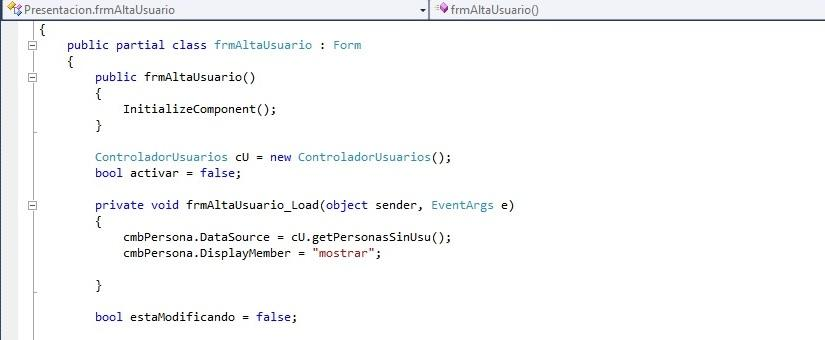 Presentacion.frmAltaUsuario
frmAltaUsuario()
{
public partial class frmAltaUsuario : Form
{
public frmAltaUsuario()
{
InitializeComponent();
}
ControladorUsuarios cU = new ControladorUsuarios();
bool activar = false;
private void frmAltaUsuario_Load(object sender, EventArgs e)
{
cmbPersona.DataSource = cU.getPersonasSinUsu();
cmbPersona.DisplayMember = "mostrar";
}
bool estaModificando = false;